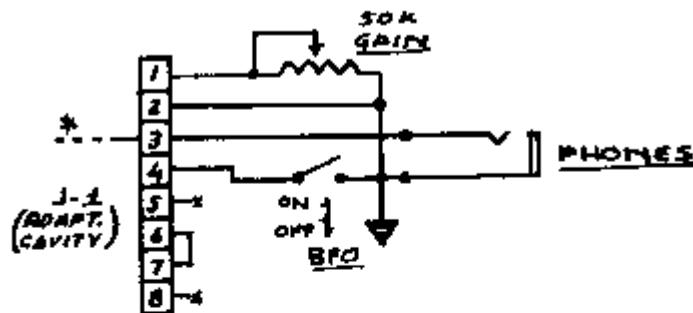 50K
GAIN
1
2
*
3
4
5
6
7
8
J-1
(ADAPT.
CAVITY)
ON
OFF
BFO
PHONES